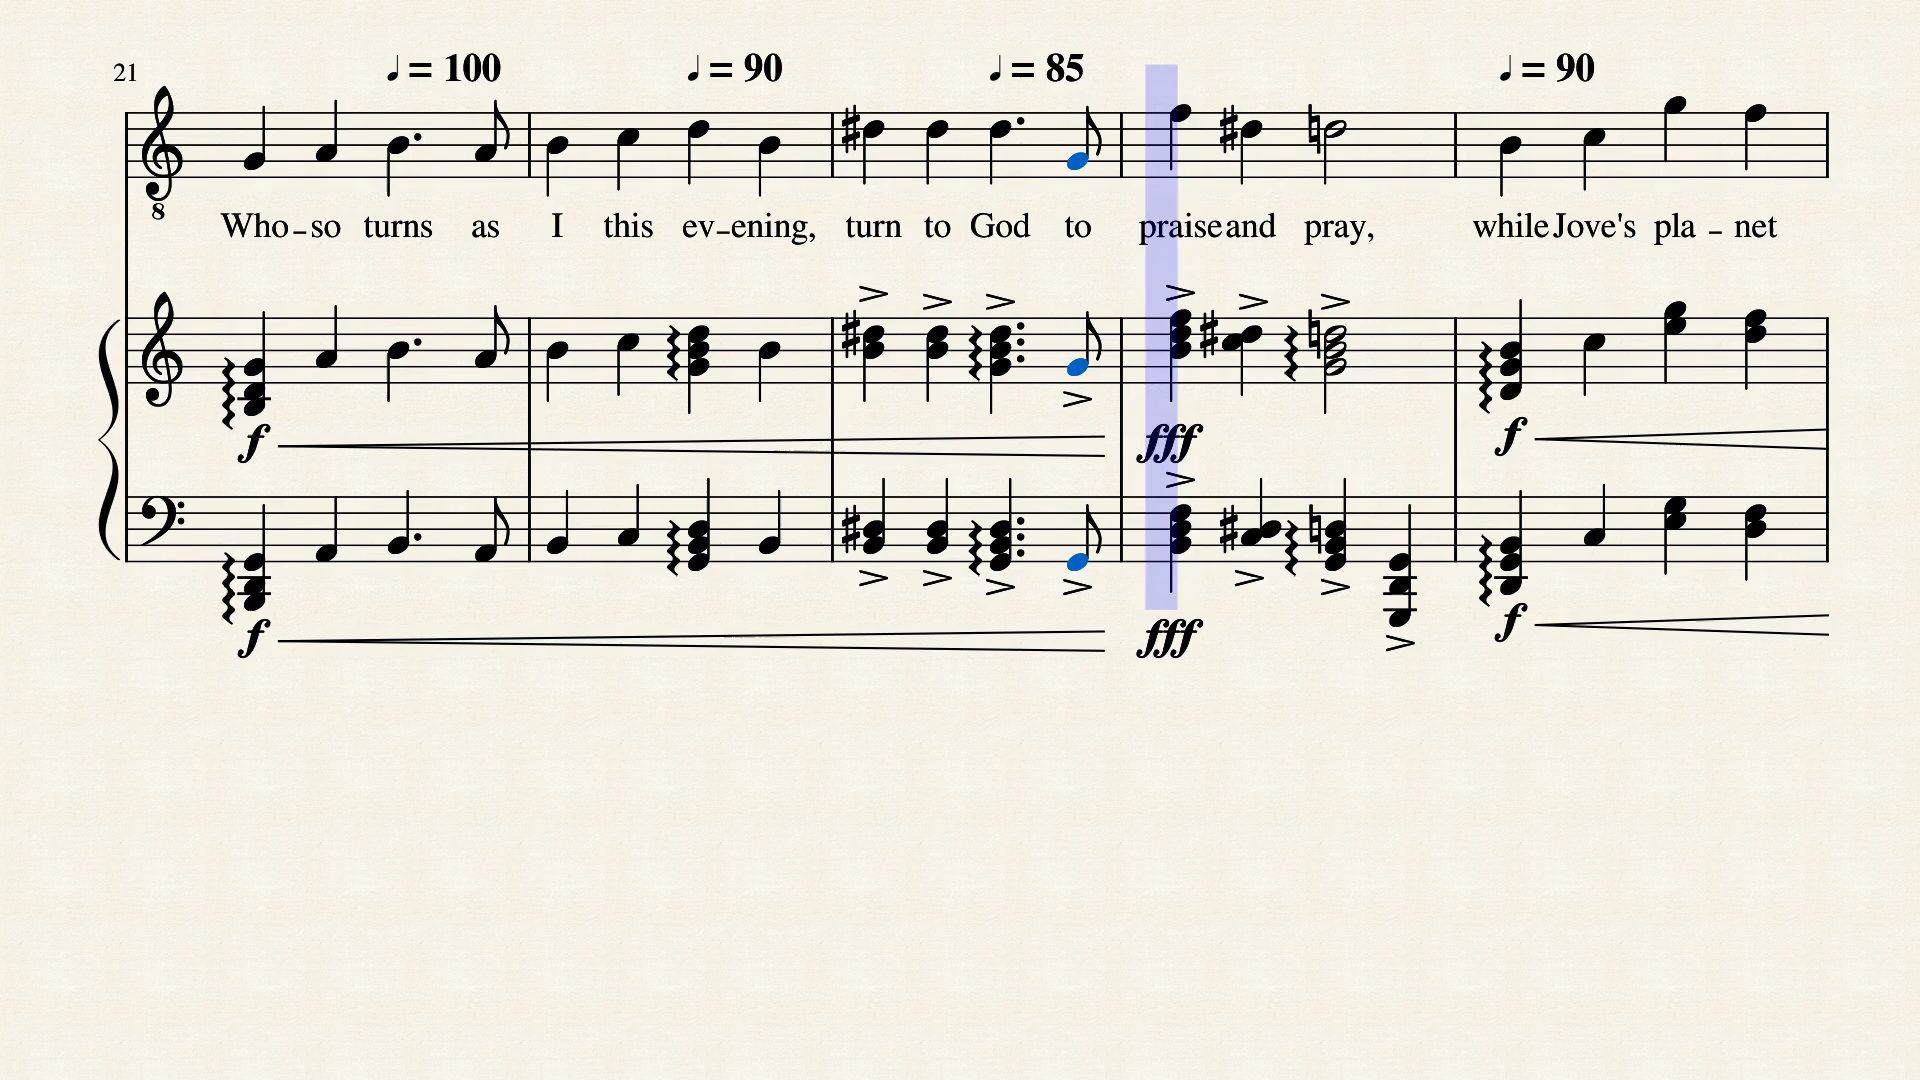 21 ♩ = 100 ♩ = 90 ♩ = 85 ♩ = 90
8
Who - so turns as I this ev - ening, turn to God to praise and pray, while Jove's pla - net
f fff f
f fff f